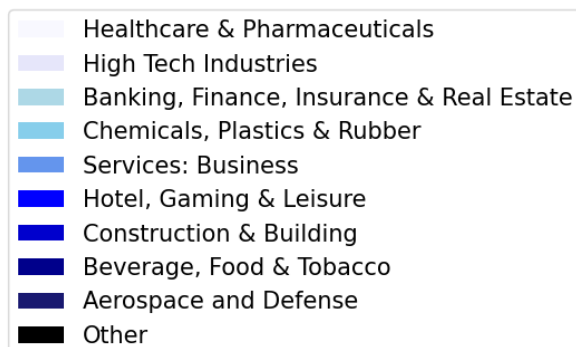 Healthcare & Pharmaceuticals
High Tech Industries
Banking, Finance, Insurance & Real Estate
Chemicals, Plastics & Rubber
Services: Business
Hotel, Gaming & Leisure
Construction & Building
Beverage, Food & Tobacco
Aerospace and Defense
Other